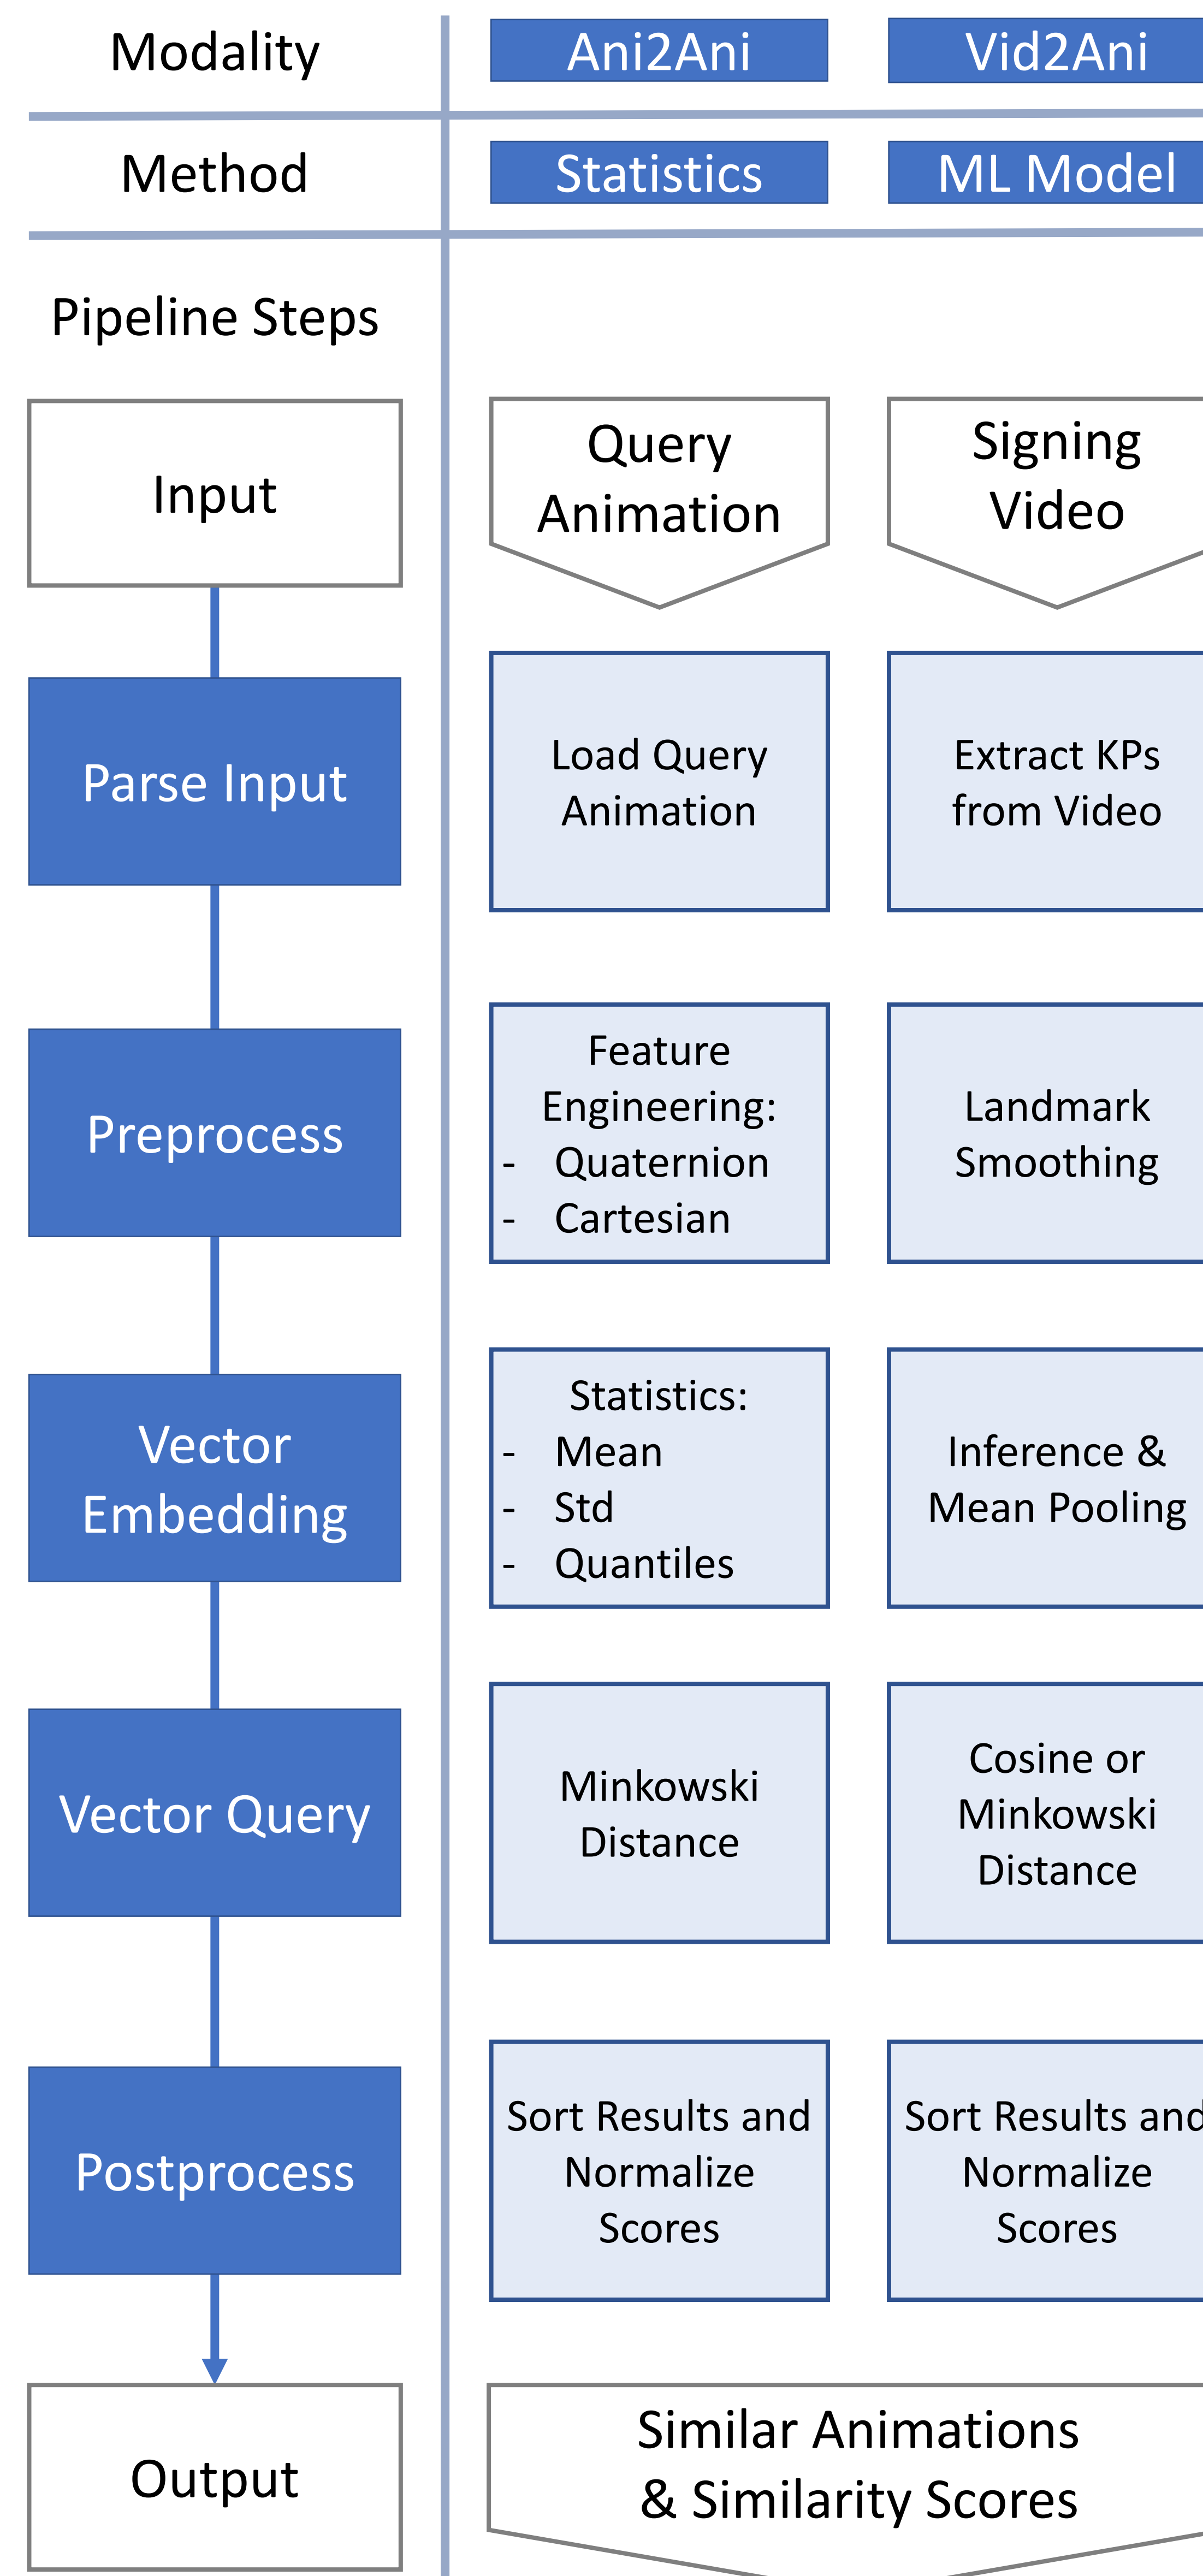 Modality
Ani2Ani
Vid2Ani
Method
Statistics
ML Model
Pipeline Steps
Input
Query
Animation
Signing
Video
Parse Input
Load Query
Animation
Extract KPs
from Video
Preprocess
Feature
Engineering:
- Quaternion
- Cartesian
Landmark
Smoothing
Vector
Embedding
Statistics:
- Mean
- Std
- Quantiles
Inference &
Mean Pooling
Vector Query
Minkowski
Distance
Cosine or
Minkowski
Distance
Postprocess
Sort Results and
Normalize
Scores
Sort Results and
Normalize
Scores
Output
Similar Animations
& Similarity Scores